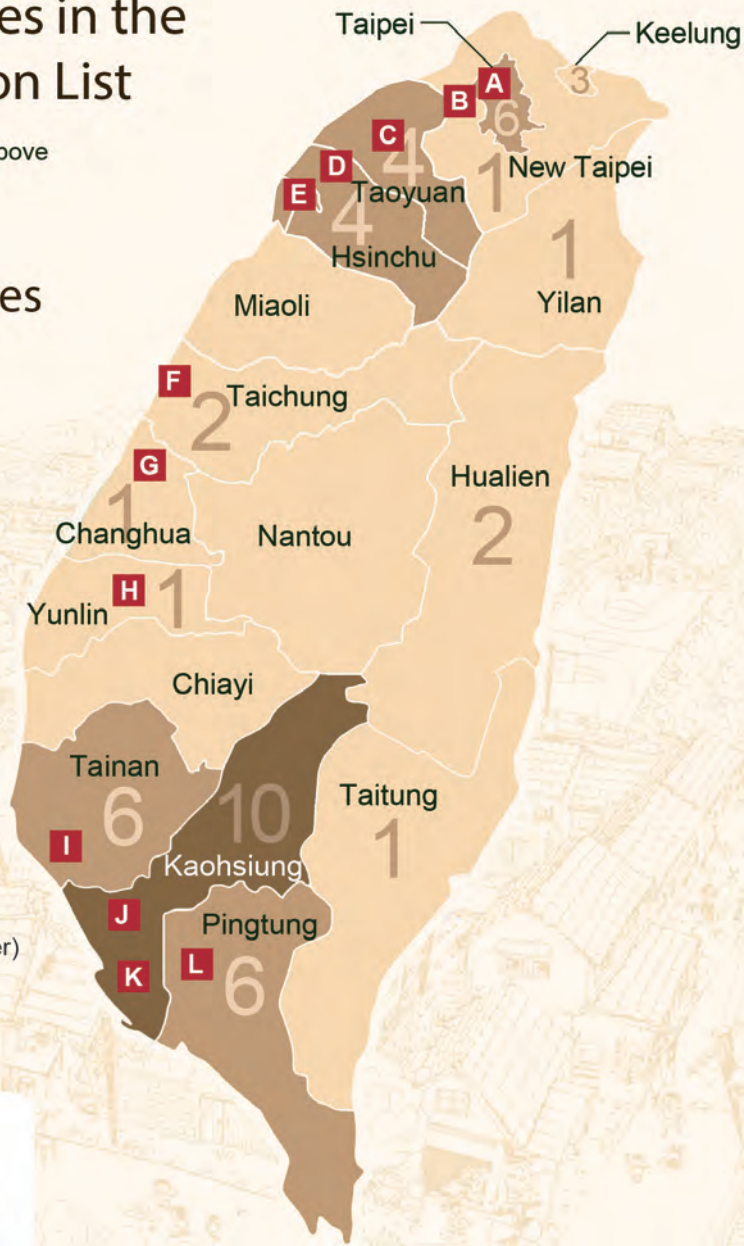 es in the
on List
bove
es
er)
Taipei
Keelung
A
B
3
6
C
4
D
1
New Taipei
E
Taoyuan
4
1
Hsinchu
Miaoli
Yilan
F
2
Taichung
G
1
Changhua
Nantou
Hualien
2
H
1
Yunlin
Chiayi
Tainan
6
10
Taitung
1
I
Kaohsiung
J
Pingtung
L
6
K